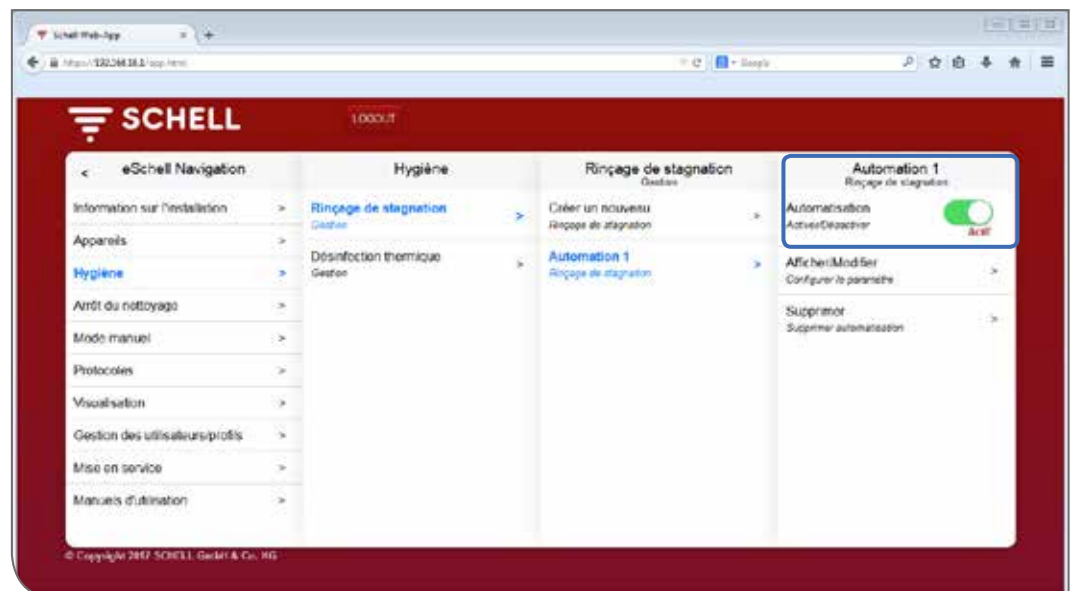 Schell Web-App
SCHELL
LOGOUT
< eSchell Navigation
Information sur l'installation >
Appareils >
Hygiène >
Arrêt du nettoyage >
Mode manuel >
Protocoles >
Visualisation >
Gestion des utilisateurs/profils >
Mise en service >
Manuels d'utilisation >
Hygiène
Rinçage de stagnation >
Gestion
Désinfection thermique >
Gestion
Rinçage de stagnation
Gestion
Créer un nouveau >
Rinçage de stagnation
Automation 1 >
Rinçage de stagnation
Automation 1
Rinçage de stagnation
Automatisation
Activer/Désactiver
Actif
Afficher/Modifier >
Configurer le paramètre
Supprimer >
Supprimer automatisation
© Copyright 2017 SCHELL GmbH & Co. KG